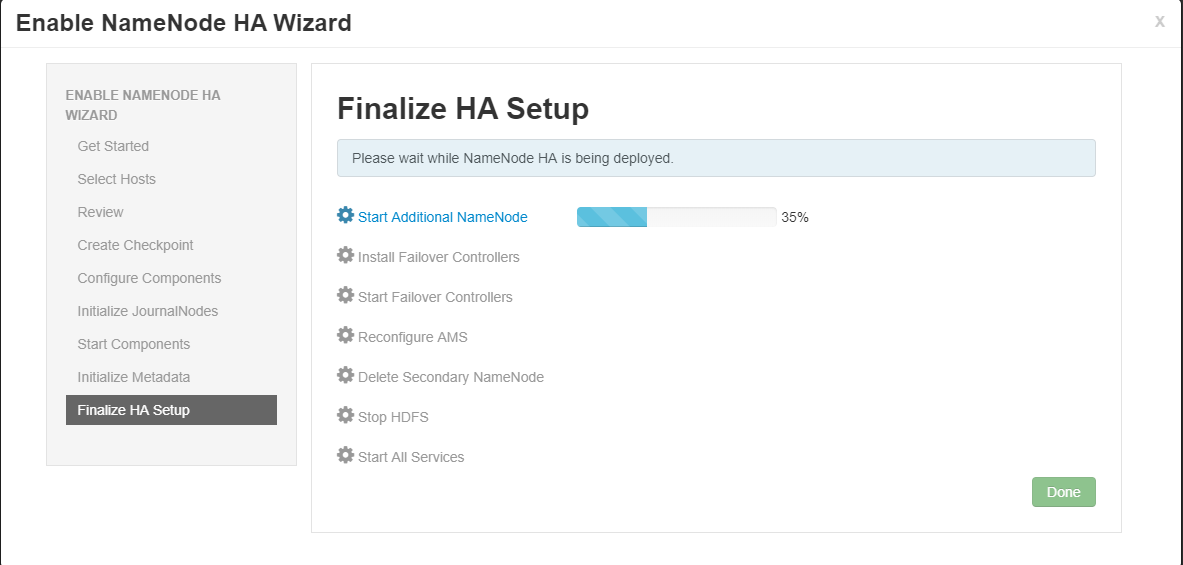 Enable NameNode HA Wizard
x
ENABLE NAMENODE HA
WIZARD
Get Started
Select Hosts
Review
Create Checkpoint
Configure Components
Initialize JournalNodes
Start Components
Initialize Metadata
Finalize HA Setup
Finalize HA Setup
Please wait while NameNode HA is being deployed.
Start Additional NameNode 35%
Install Failover Controllers
Start Failover Controllers
Reconfigure AMS
Delete Secondary NameNode
Stop HDFS
Start All Services
Done